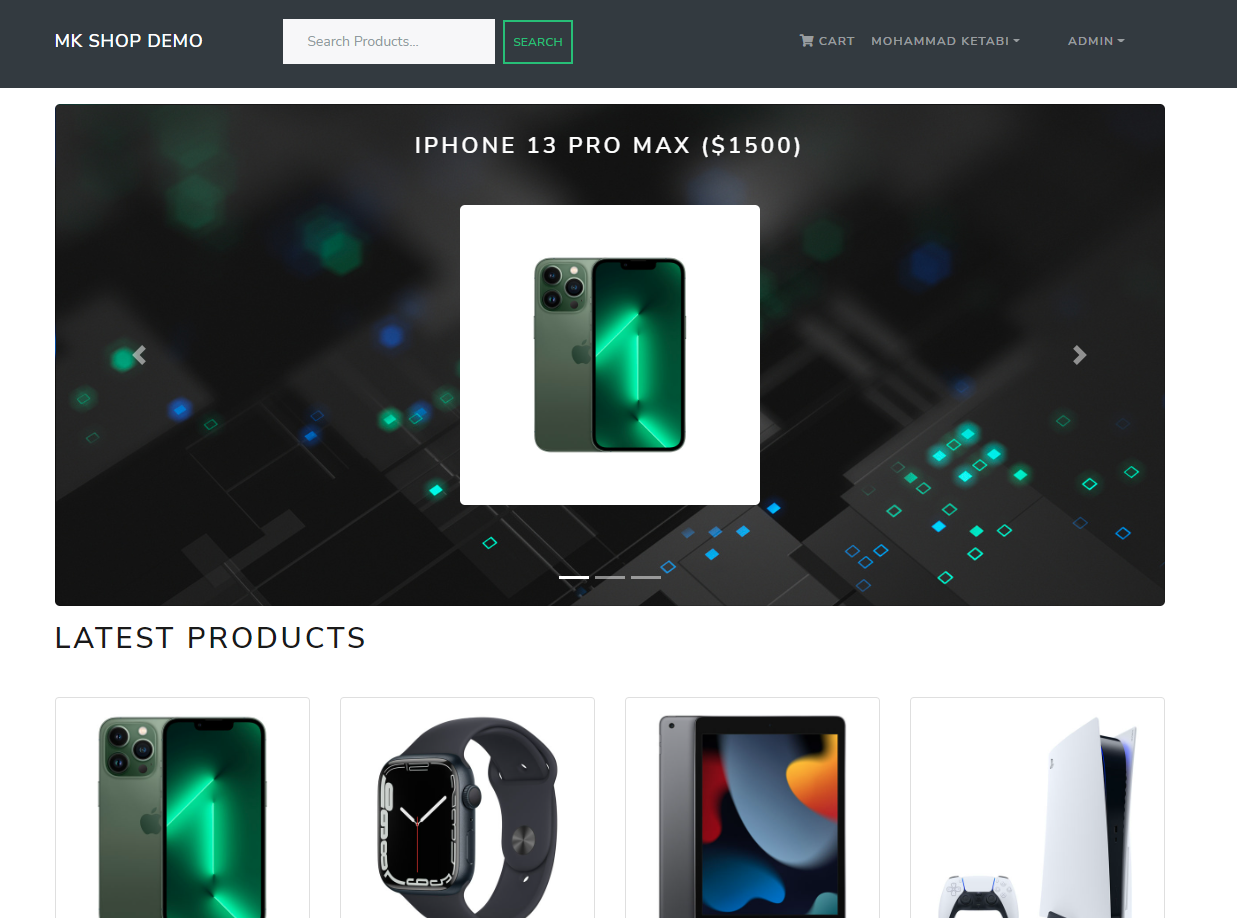 MK SHOP DEMO
Search Products...
SEARCH
CART
MOHAMMAD KETABI
ADMIN
IPHONE 13 PRO MAX ($1500)
LATEST PRODUCTS